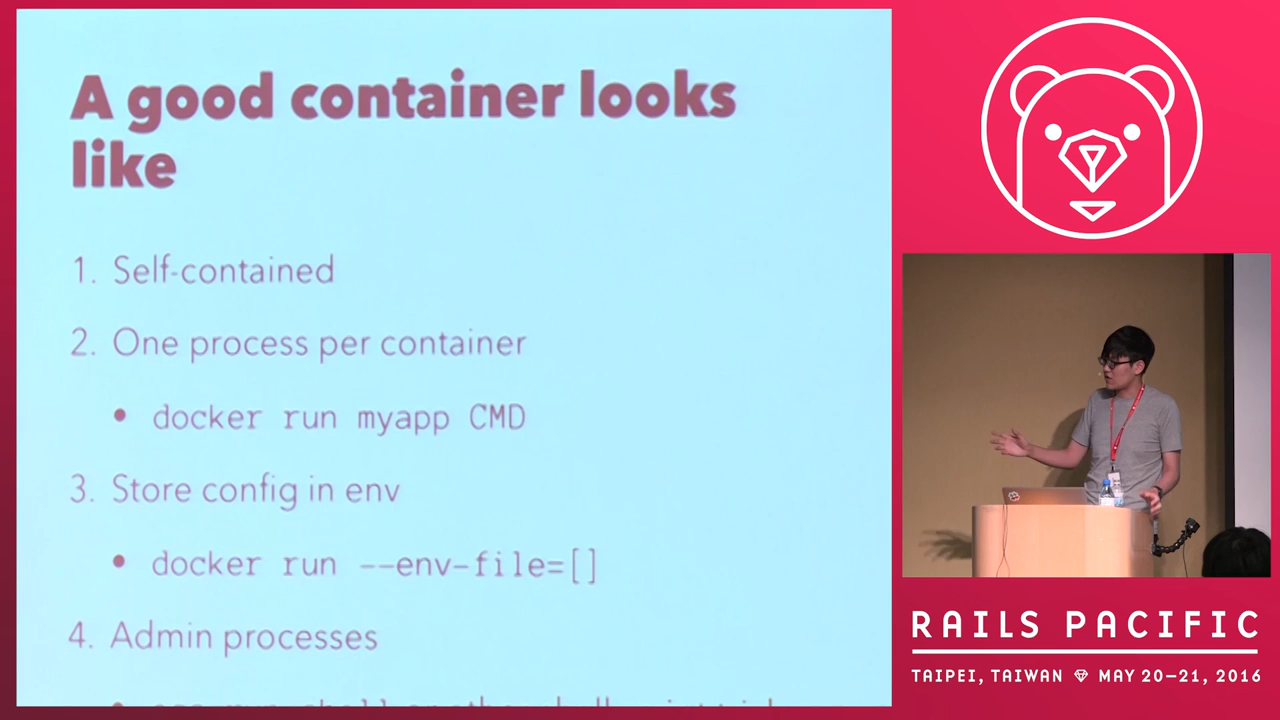 A good container looks
like
1. Self-contained
2. One process per container
• docker run myapp CMD
3. Store config in env
• docker run --env-file=[]
4. Admin processes
RAILS PACIFIC
TAIPEI, TAIWAN MAY 20–21, 2016